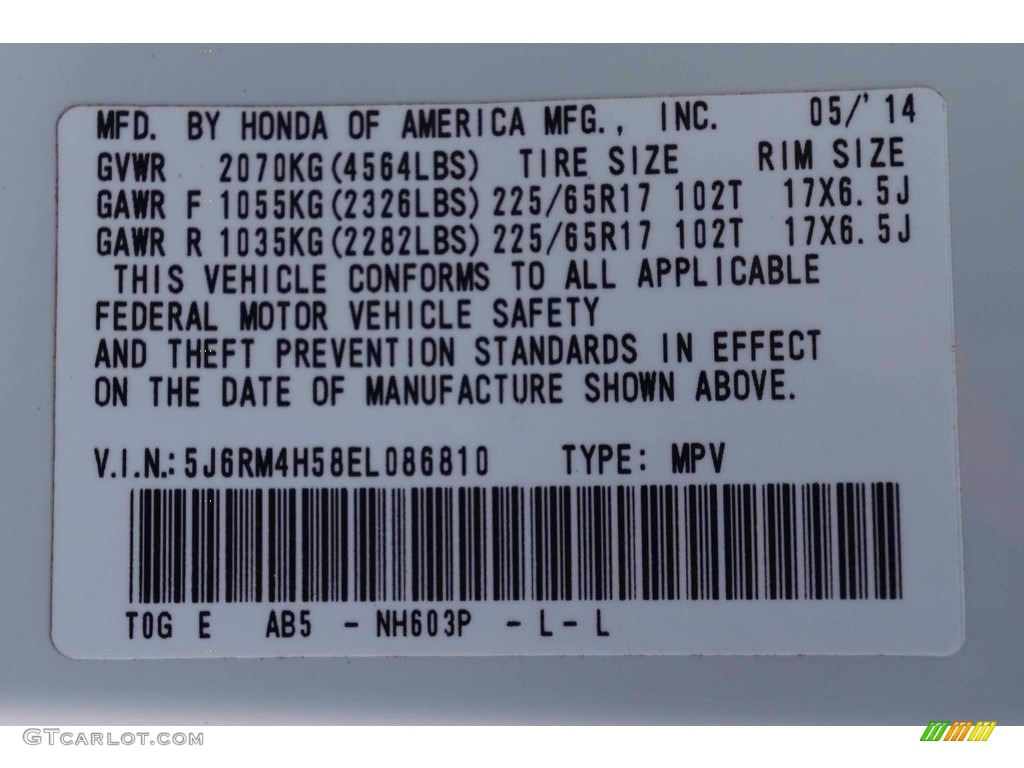 MFD. BY HONDA OF AMERICA MFG., INC. 05/'14
GVWR 2070KG(4564LBS) TIRE SIZE RIM SIZE
GAWR F 1055KG(2326LBS) 225/65R17 102T 17X6.5J
GAWR R 1035KG(2282LBS) 225/65R17 102T 17X6.5J
THIS VEHICLE CONFORMS TO ALL APPLICABLE
FEDERAL MOTOR VEHICLE SAFETY
AND THEFT PREVENTION STANDARDS IN EFFECT
ON THE DATE OF MANUFACTURE SHOWN ABOVE.
V.I.N.: 5J6RM4H58EL086810 TYPE: MPV
T0G E AB5 - NH603P - L - L
GTCARLOT.COM